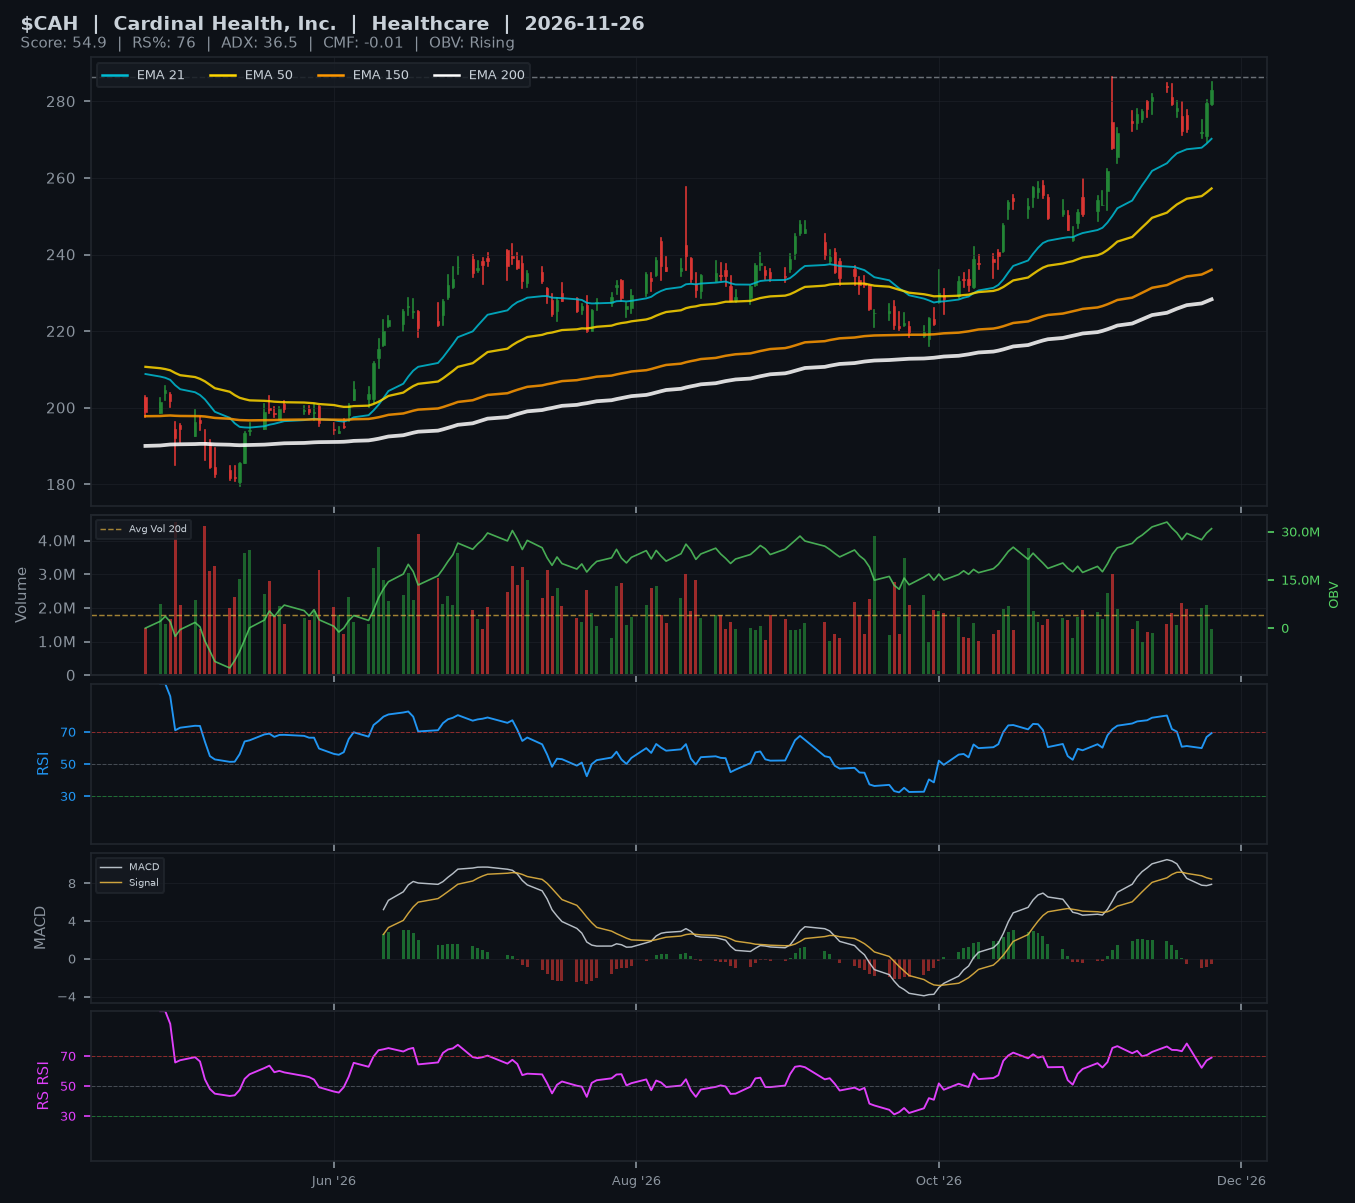 $CAH | Cardinal Health, Inc. | Healthcare | 2026-11-26
Score: 54.9 | RS%: 76 | ADX: 36.5 | CMF: -0.01 | OBV: Rising
EMA 21 EMA 50 EMA 150 EMA 200
280
260
240
220
200
180
Avg Vol 20d
4.0M
3.0M
2.0M
1.0M
0
Volume
30.0M
15.0M
0
OBV
70
50
30
RSI
MACD
Signal
8
4
0
−4
MACD
70
50
30
RS RSI
Jun '26 Aug '26 Oct '26 Dec '26